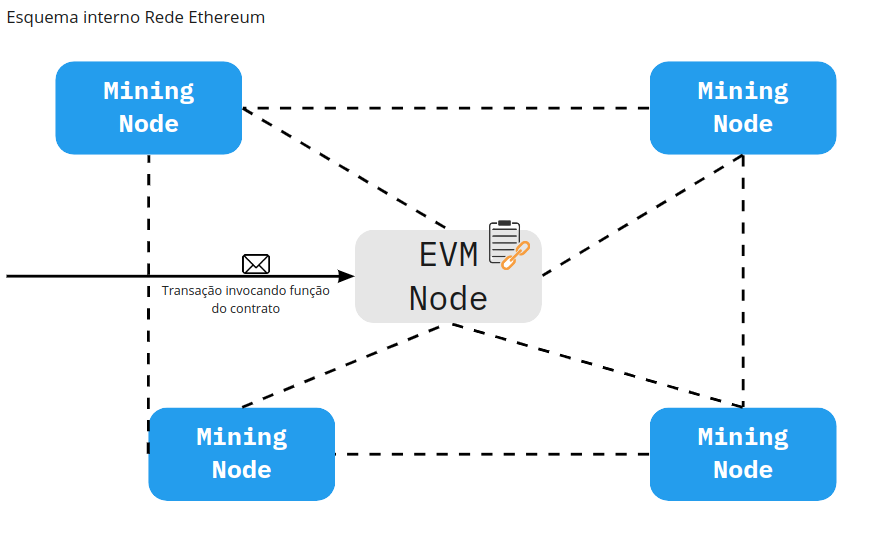 Esquema interno Rede Ethereum
Mining
Node
Mining
Node
EVM
Node
Transação invocando função
do contrato
Mining
Node
Mining
Node